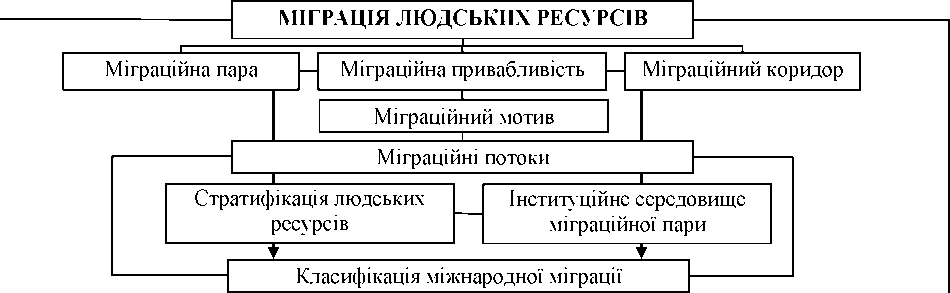 МІГРАЦІЯ ЛЮДСЬКИХ РЕСУРСІВ
Міграційна пара
Міграційна привабливість
Міграційний коридор
Міграційний мотив
Міграційні потоки
Стратифікація людських
ресурсів
Інституційне середовище
міграційної пари
Класифікація міжнародної міграції